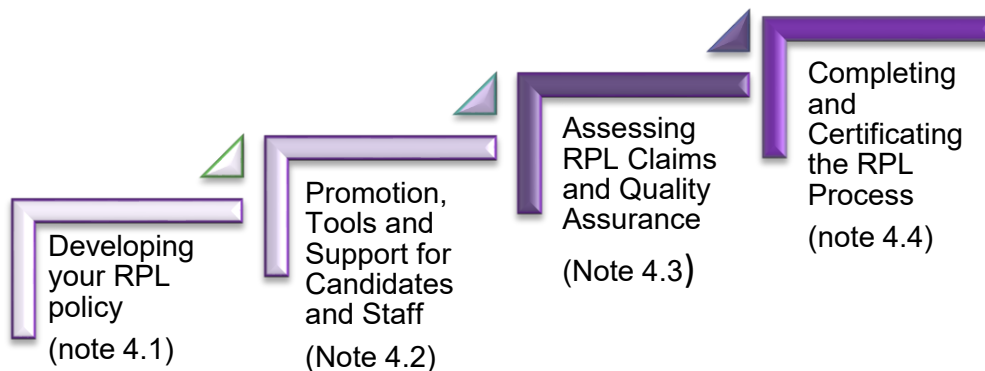 Developing
your RPL
policy
(note 4.1)
Promotion,
Tools and
Support for
Candidates
and Staff
(Note 4.2)
Assessing
RPL Claims
and Quality
Assurance
(Note 4.3)
Completing
and
Certificating
the RPL
Process
(note 4.4)